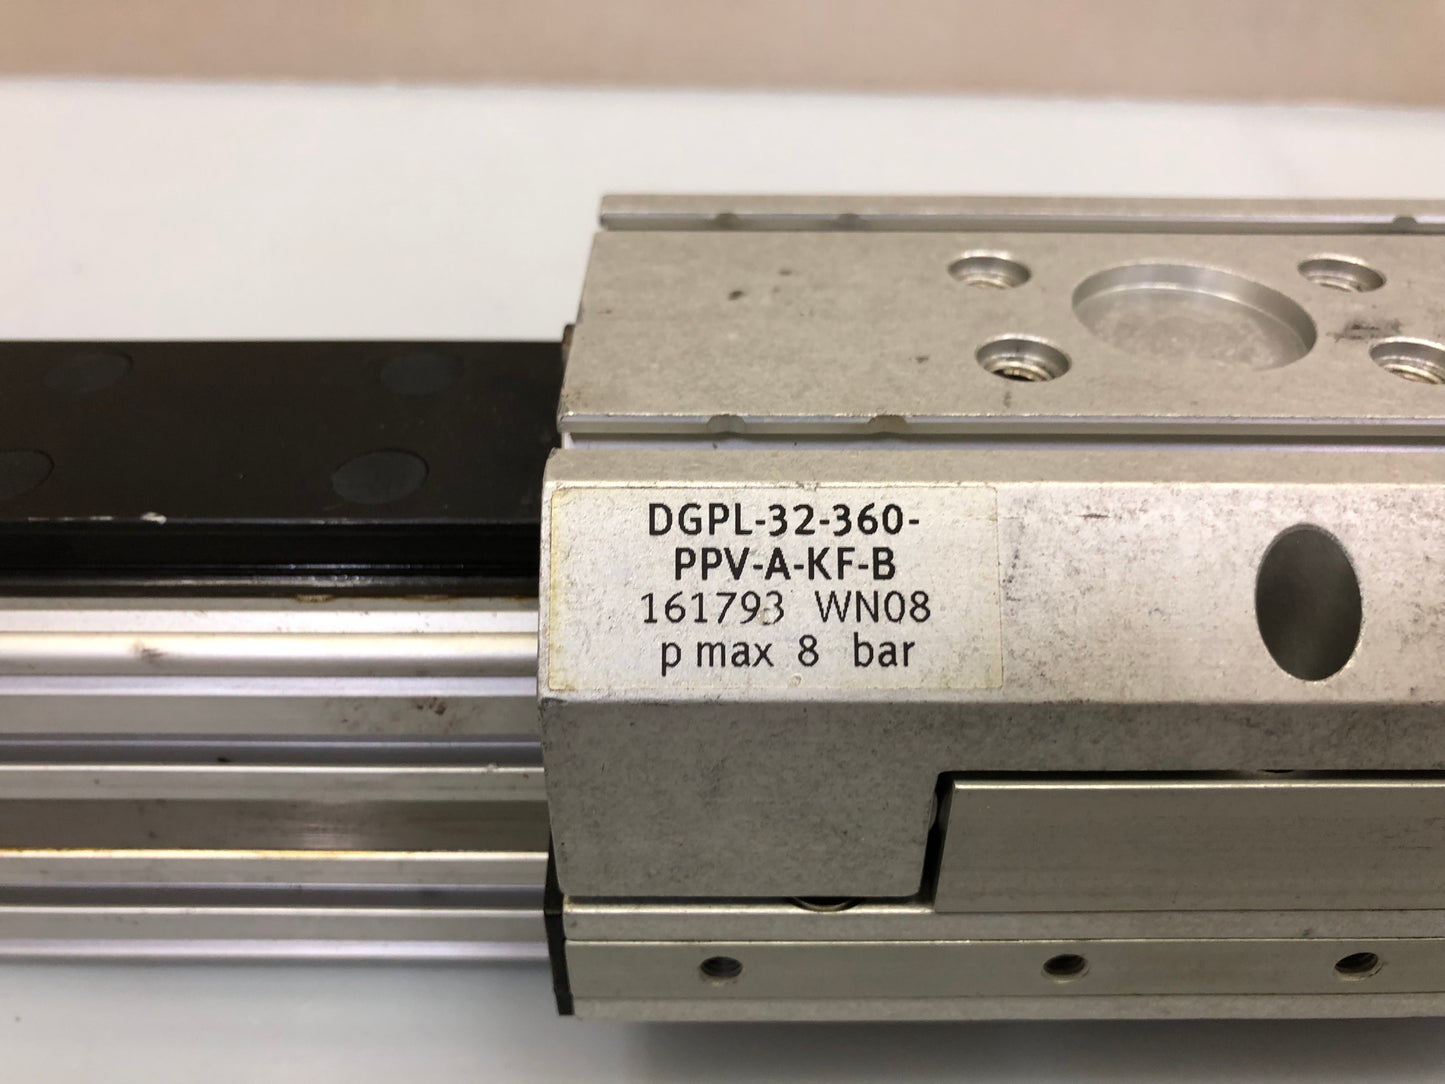 DGPL-32-360-
PPV-A-KF-B
161793 WN08
p max 8 bar